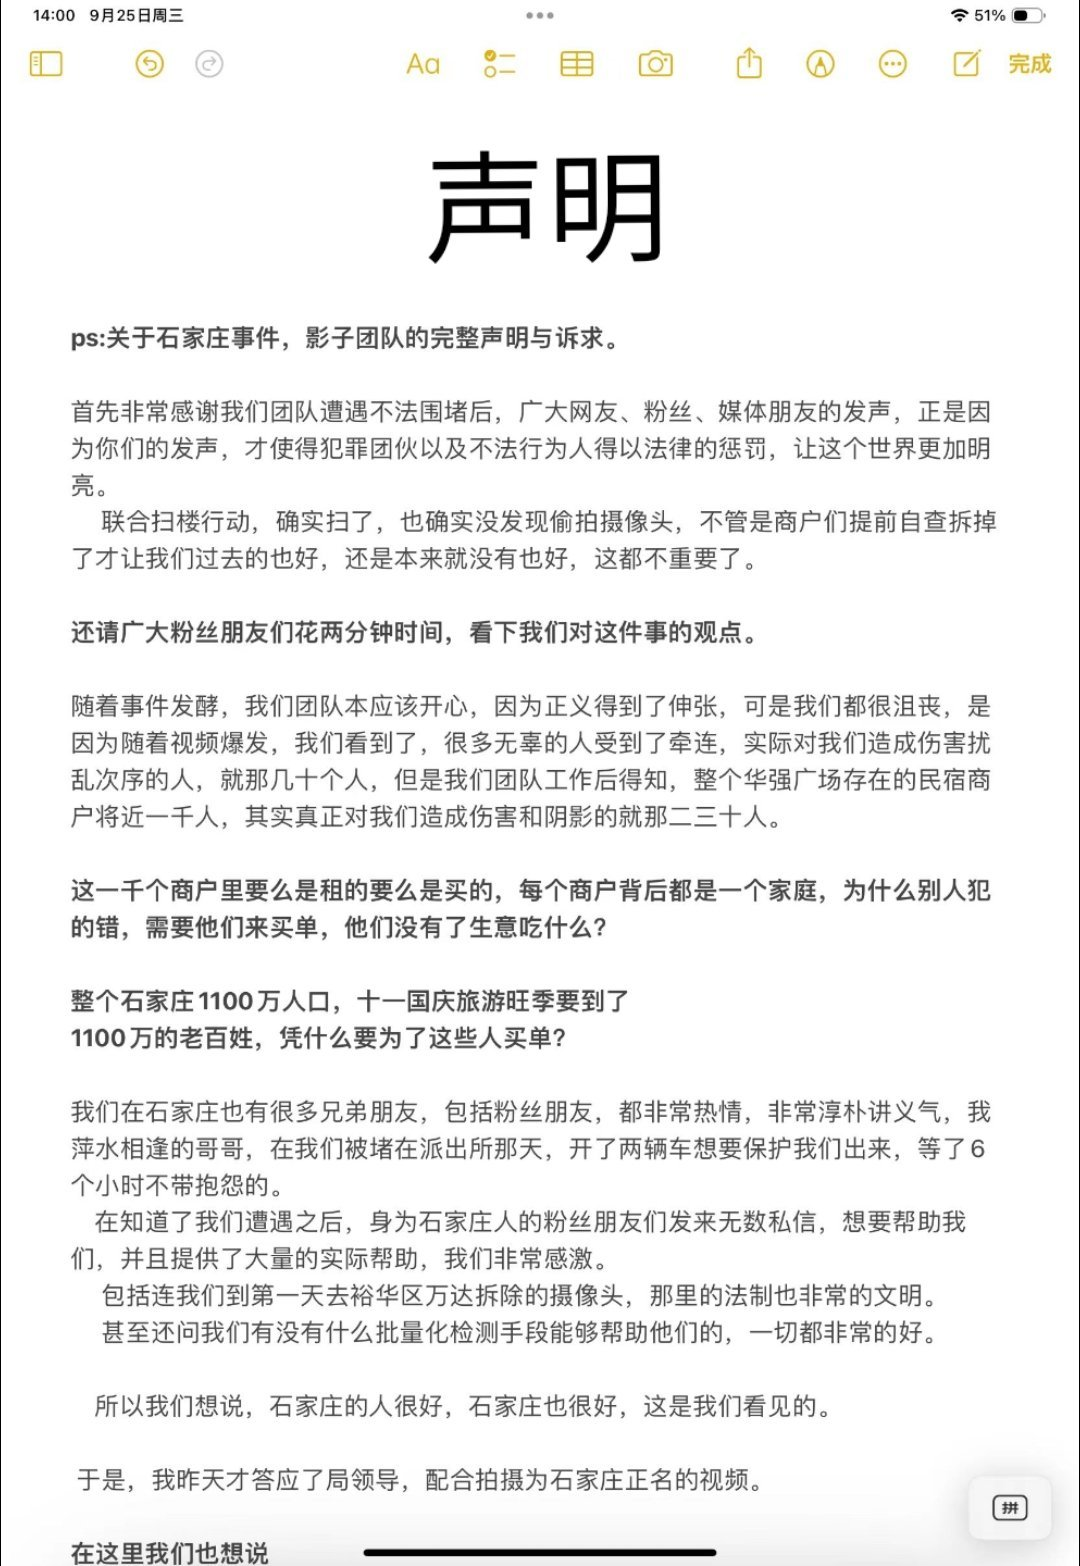 14:00 9月25日周三
51%
Aa
完成
声明
ps:关于石家庄事件，影子团队的完整声明与诉求。
首先非常感谢我们团队遭遇不法围堵后，广大网友、粉丝、媒体朋友的发声，正是因
为你们的发声，才使得犯罪团伙以及不法行为人得以法律的惩罚，让这个世界更加明
亮。
联合扫楼行动，确实扫了，也确实没发现偷拍摄像头，不管是商户们提前自查拆掉
了才让我们过去的也好，还是本来就没有也好，这都不重要了。
还请广大粉丝朋友们花两分钟时间，看下我们对这件事的观点。
随着事件发酵，我们团队本应该开心，因为正义得到了伸张，可是我们都很沮丧，是
因为随着视频爆发，我们看到了，很多无辜的人受到了牵连，实际对我们造成伤害扰
乱次序的人，就那几十个人，但是我们团队工作后得知，整个华强广场存在的民宿商
户将近一千人，其实真正对我们造成伤害和阴影的就那二三十人。
这一千个商户里要么是租的要么是买的，每个商户背后都是一个家庭，为什么别人犯
的错，需要他们来买单，他们没有了生意吃什么?
整个石家庄1100万人口，十一国庆旅游旺季要到了
1100万的老百姓，凭什么要为了这些人买单?
我们在石家庄也有很多兄弟朋友，包括粉丝朋友，都非常热情，非常淳朴讲义气，我
萍水相逢的哥哥，在我们被堵在派出所那天，开了两辆车想要保护我们出来，等了6
个小时不带抱怨的。
在知道了我们遭遇之后，身为石家庄人的粉丝朋友们发来无数私信，想要帮助我
们，并且提供了大量的实际帮助，我们非常感激。
包括连我们到第一天去裕华区万达拆除的摄像头，那里的法制也非常的文明。
甚至还问我们有没有什么批量化检测手段能够帮助他们的，一切都非常的好。
所以我们想说，石家庄的人很好，石家庄也很好，这是我们看见的。
于是，我昨天才答应了局领导，配合拍摄为石家庄正名的视频。
拼
在这里我们也想说